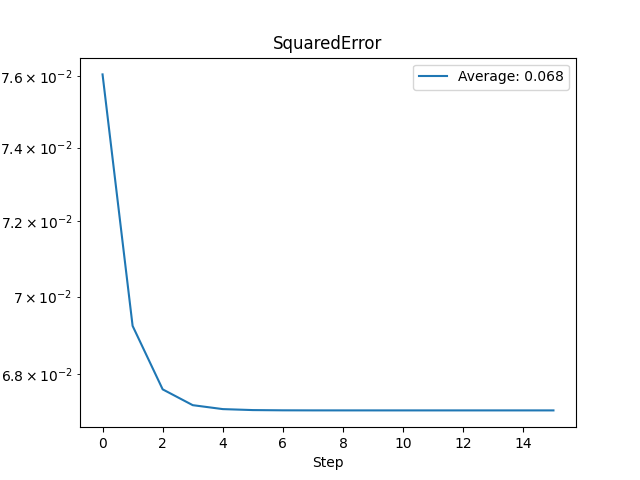 SquaredError
Average: 0.068
7.6 × 10⁻²
7.4 × 10⁻²
7.2 × 10⁻²
7 × 10⁻²
6.8 × 10⁻²
0 2 4 6 8 10 12 14
Step